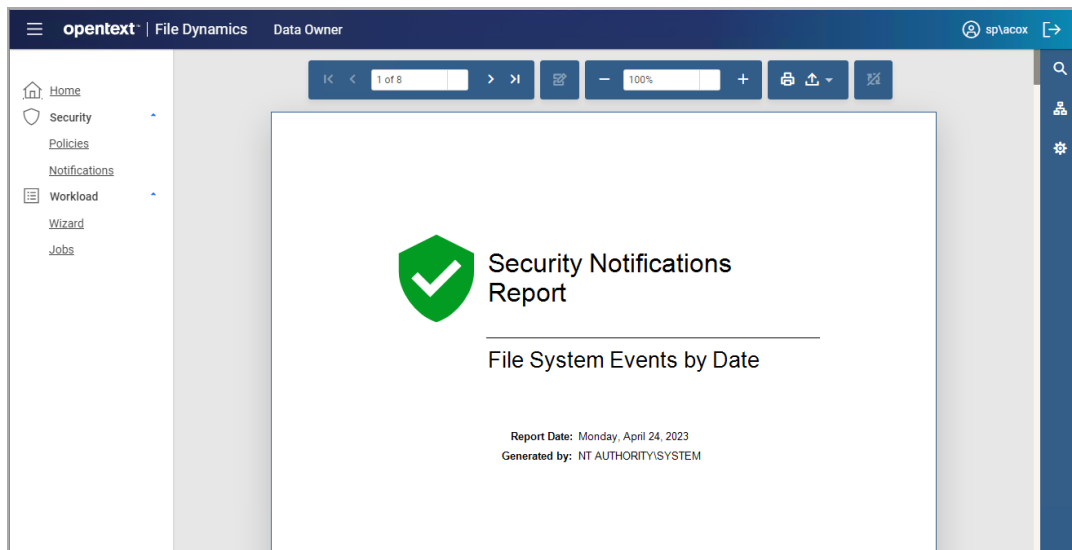 opentext™ | File Dynamics Data Owner sp\acox
1 of 8 100%
Home
Security
Policies
Notifications
Workload
Wizard
Jobs
Security Notifications
Report
File System Events by Date
Report Date: Monday, April 24, 2023
Generated by: NT AUTHORITY\SYSTEM